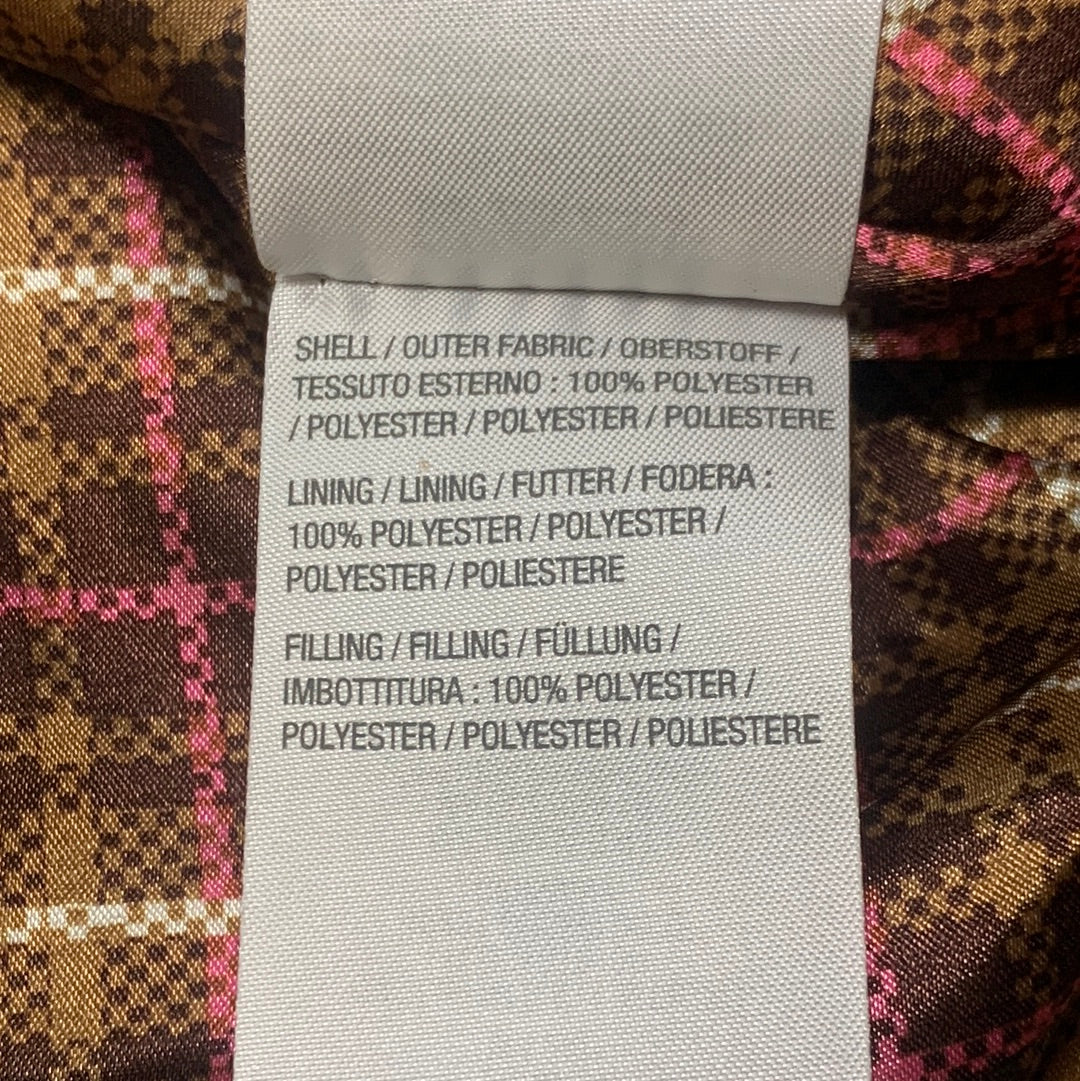 SHELL / OUTER FABRIC / OBERSTOFF /
TESSUTO ESTERNO : 100% POLYESTER
/ POLYESTER / POLYESTER / POLIESTERE
LINING / LINING / FUTTER / FODERA :
100% POLYESTER / POLYESTER /
POLYESTER / POLIESTERE
FILLING / FILLING / FÜLLUNG /
IMBOTTITURA : 100% POLYESTER /
POLYESTER / POLYESTER / POLIESTERE